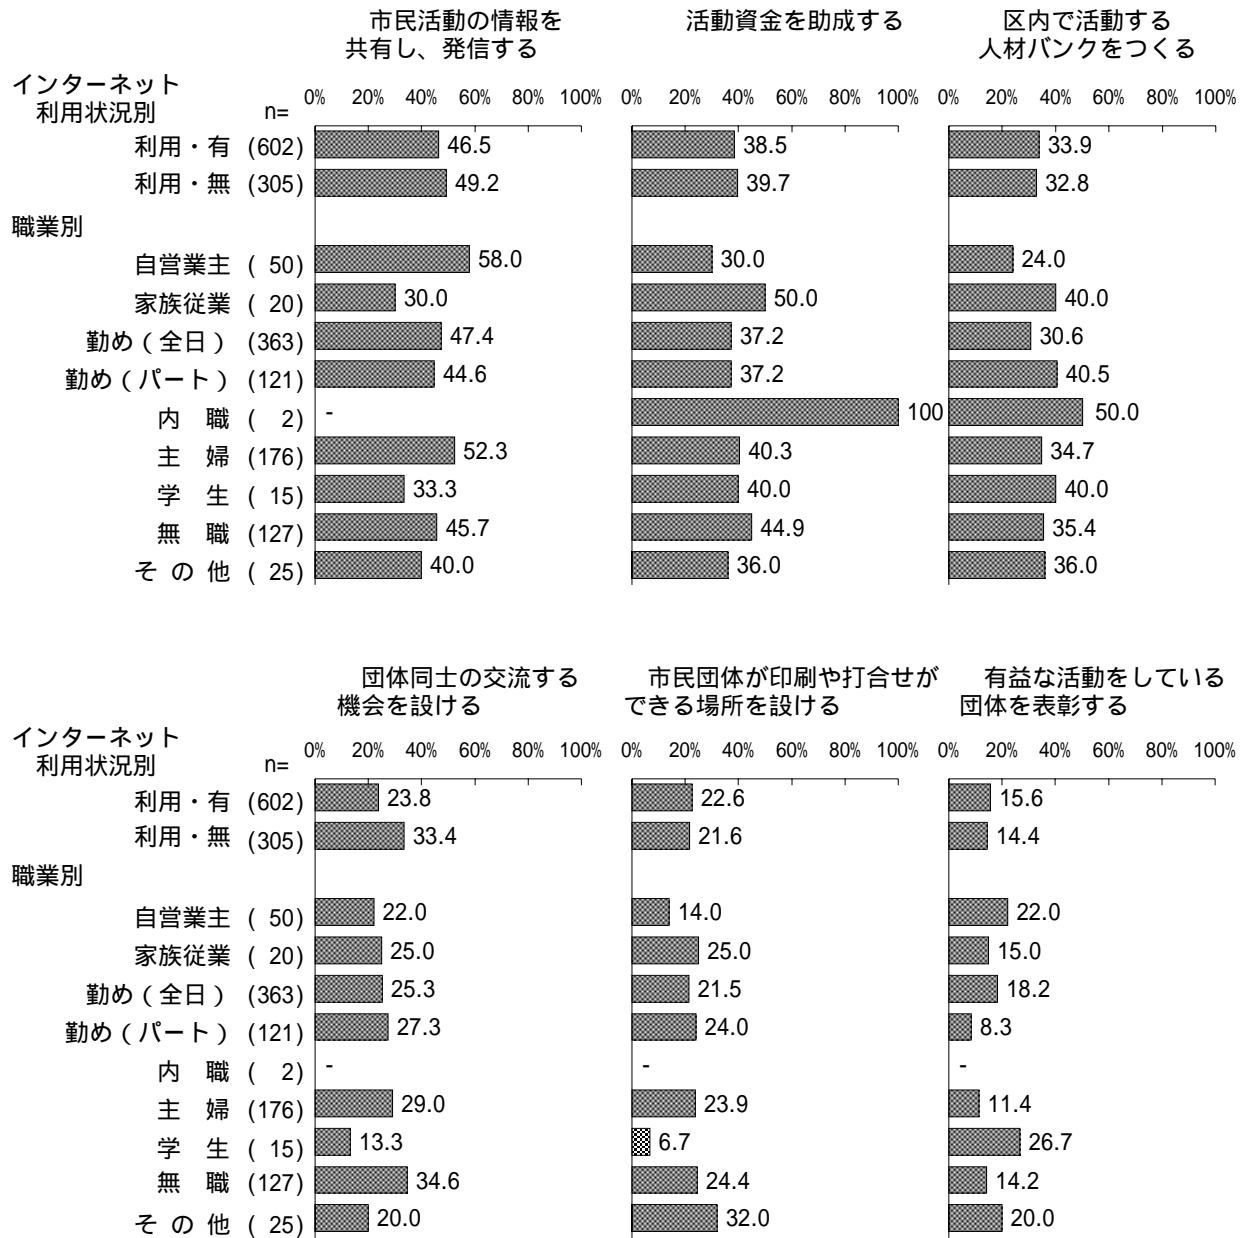 市民活動の情報を 活動資金を助成する 区内で活動する
共有し、発信する 人材バンクをつくる
インターネット
利用状況別 n= 0% 20% 40% 60% 80% 100% 0% 20% 40% 60% 80% 100% 0% 20% 40% 60% 80% 100%
利用・有 (602) 46.5 38.5 33.9
利用・無 (305) 49.2 39.7 32.8
職業別
自営業主 ( 50) 58.0 30.0 24.0
家族従業 ( 20) 30.0 50.0 40.0
勤め(全日) (363) 47.4 37.2 30.6
勤め(パート) (121) 44.6 37.2 40.5
内 職 ( 2) - 100 50.0
主 婦 (176) 52.3 40.3 34.7
学 生 ( 15) 33.3 40.0 40.0
無 職 (127) 45.7 44.9 35.4
そ の 他 ( 25) 40.0 36.0 36.0
団体同士の交流する 市民団体が印刷や打合せが 有益な活動をしている
機会を設ける できる場所を設ける 団体を表彰する
インターネット
利用状況別 n= 0% 20% 40% 60% 80% 100% 0% 20% 40% 60% 80% 100% 0% 20% 40% 60% 80% 100%
利用・有 (602) 23.8 22.6 15.6
利用・無 (305) 33.4 21.6 14.4
職業別
自営業主 ( 50) 22.0 14.0 22.0
家族従業 ( 20) 25.0 25.0 15.0
勤め(全日) (363) 25.3 21.5 18.2
勤め(パート) (121) 27.3 24.0 8.3
内 職 ( 2) - - -
主 婦 (176) 29.0 23.9 11.4
学 生 ( 15) 13.3 6.7 26.7
無 職 (127) 34.6 24.4 14.2
そ の 他 ( 25) 20.0 32.0 20.0